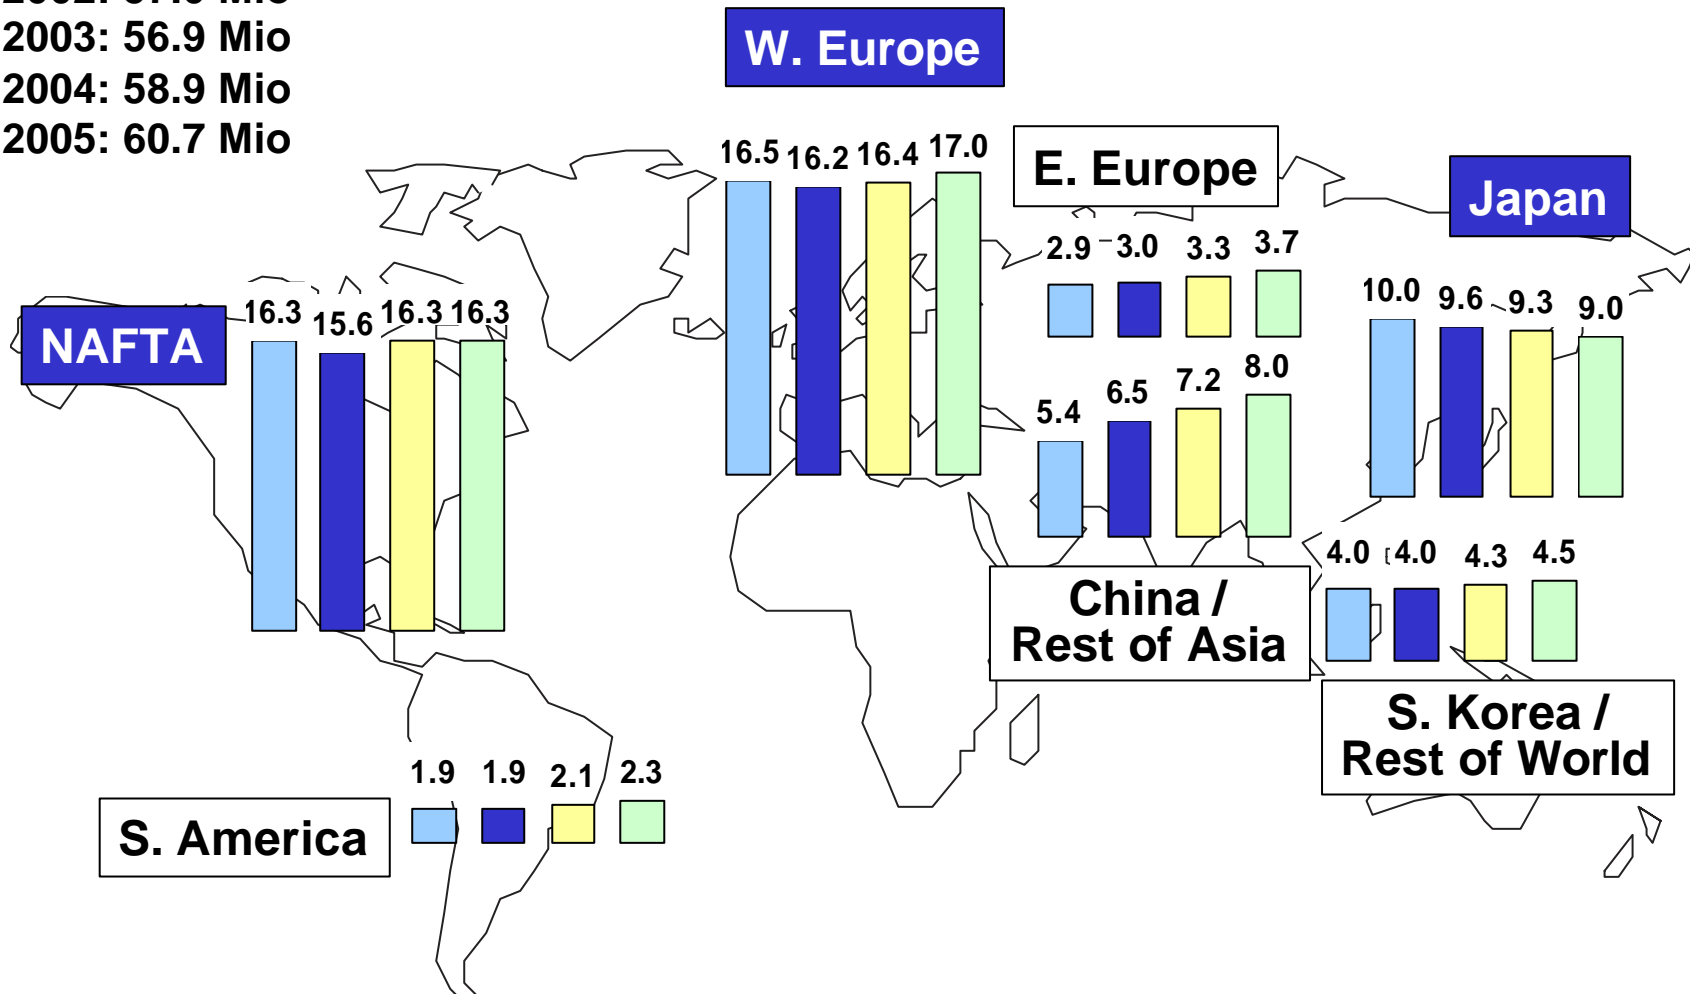 2003: 56.9 Mio
2004: 58.9 Mio
2005: 60.7 Mio
W. Europe
16.5 16.2 16.4 17.0
E. Europe
2.9 3.0 3.3 3.7
Japan
10.0 9.6 9.3 9.0
NAFTA
16.3 15.6 16.3 16.3
5.4 6.5 7.2 8.0
China /
Rest of Asia
4.0 4.0 4.3 4.5
S. Korea /
Rest of World
S. America
1.9 1.9 2.1 2.3